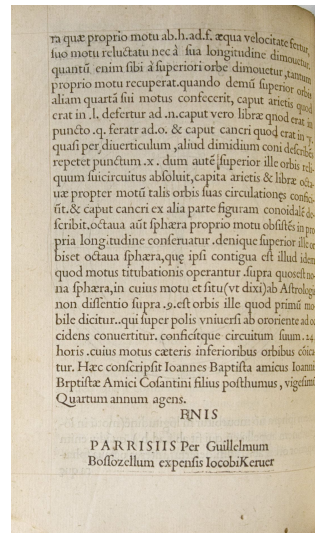 ra quæ proprio motu ab.h.ad.f. æqua velocitate fertur,
suo motu reluctatu nec à sua longitudine dimouetur.
quantũ enim sibi à superiori orbe dimouetur ,tantum
proprio motu recuperat.quando demũ superior orbis
aliam quartã sui motus confecerit, caput arietis quod
erat in .l. defertur ad .n.caput vero libræ qnod erat in
puncto .q. feratr ad.o. & caput cancri quod erat in
quasi per diuerticulum ,aliud dimidium coni describẽs
repetet punctum .x . dum autẽ superior ille orbis reli-
quum suicircuitus absoluit,capita arietis & libræ octa-
uæ propter motũ talis orbis suas circulationes confici-
ũt.& caput cancri ex alia parte figuram conoidalẽ de-
scribit.octaua aũt sphæra proprio motu obsistẽs in pro
pria longitudine conseruatur .denique superior ille or
biset octaua sphæra,quę ipsi contigua est illud idem
quod motus titubationis operantur .supra quosest no-
na sphæra,in cuius motu et situ(vt dixi)ab Astrologis
non dissentio supra .9.est orbis ille quod primũ mo-
bile dicitur..qui super polis vniuersi ab oroiente ad oc
cidens conuertitur. conficitque circuitum suum .24.
horis .cuius motus cæteris inferioribus orbibus cõica
tur. Hæc conscripsit Ioannes Baptista amicus Ioannis
Brptistæ Amici Cosantini filius posthumus , vigesimũ
Quartum annum agens.
FNIS
PARRISIIS Per Guillelmum
Bossozellum expensis IocobiKeruer